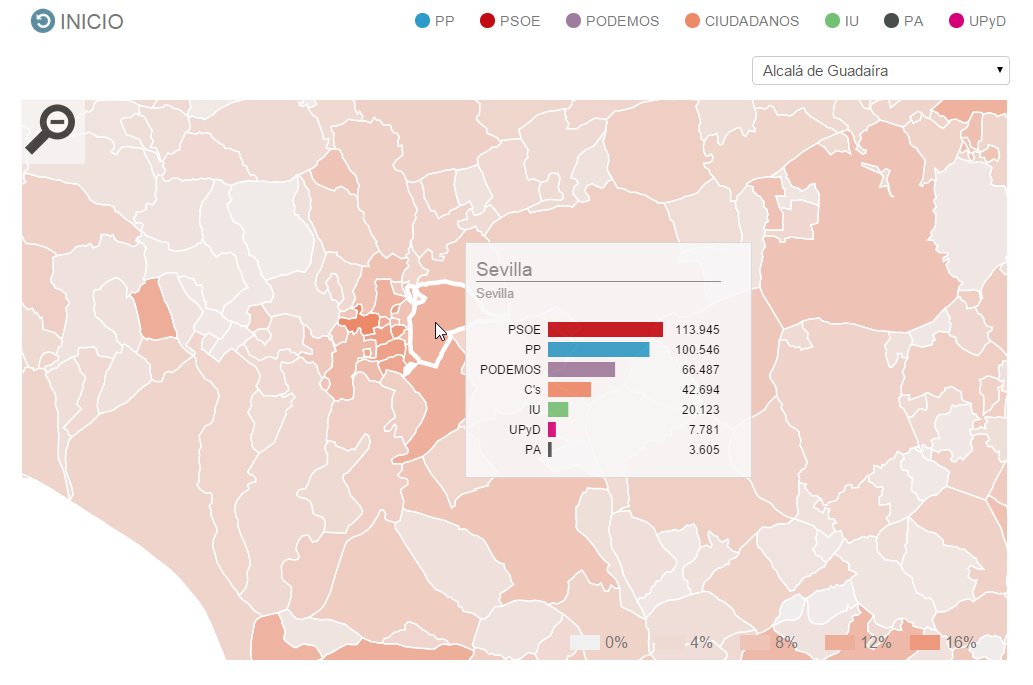 INICIO
PP PSOE PODEMOS CIUDADANOS IU PA UPyD
Alcalá de Guadaíra
Sevilla
Sevilla
PSOE 113.945
PP 100.546
PODEMOS 66.487
C's 42.694
IU 20.123
UPyD 7.781
PA 3.605
0% 4% 8% 12% 16%